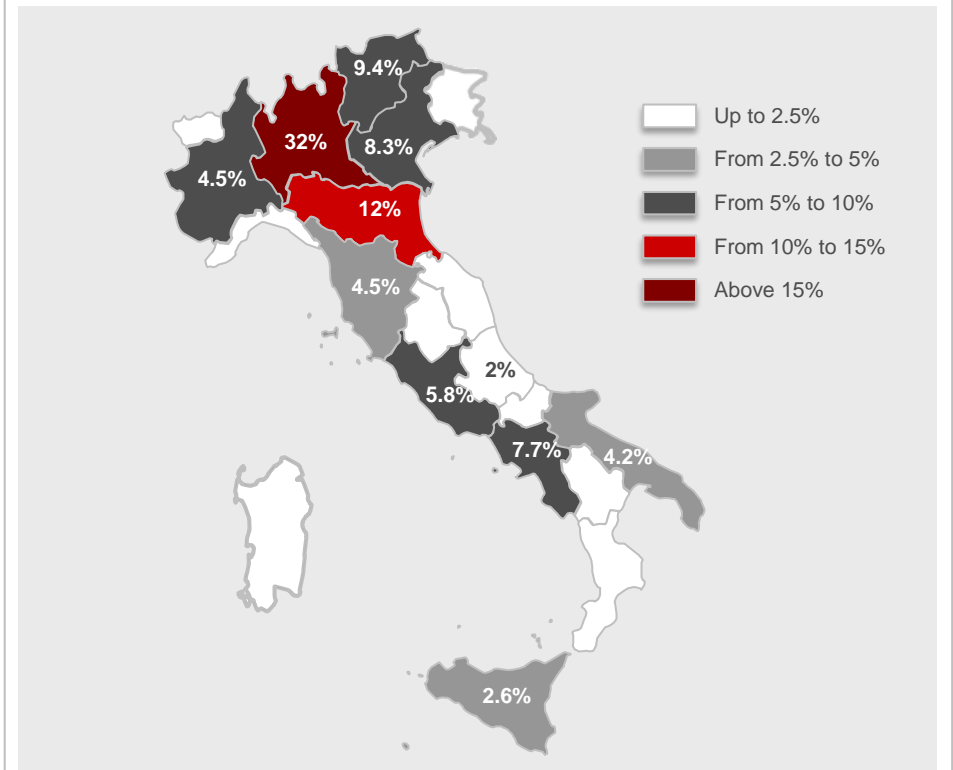 9.4%
32%
8.3%
4.5%
12%
4.5%
2%
5.8%
7.7%
4.2%
2.6%
Up to 2.5%
From 2.5% to 5%
From 5% to 10%
From 10% to 15%
Above 15%